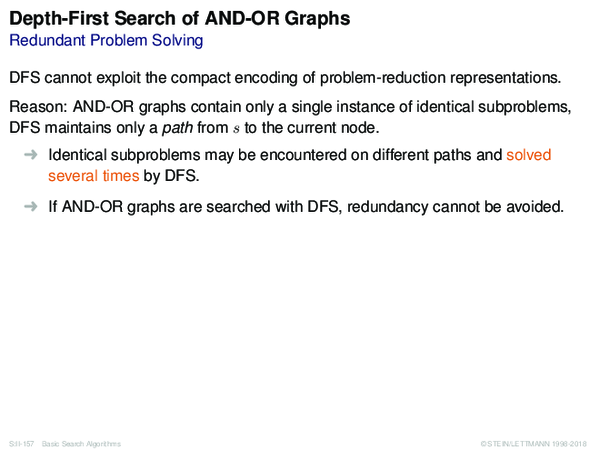 Depth-First Search of AND-OR Graphs
Redundant Problem Solving
DFS cannot exploit the compact encoding of problem-reduction representations.
Reason: AND-OR graphs contain only a single instance of identical subproblems,
DFS maintains only a path from s to the current node.
➜ Identical subproblems may be encountered on different paths and solved
several times by DFS.
➜ If AND-OR graphs are searched with DFS, redundancy cannot be avoided.
S:II-157 Basic Search Algorithms © STEIN/LETTMANN 1998-2018